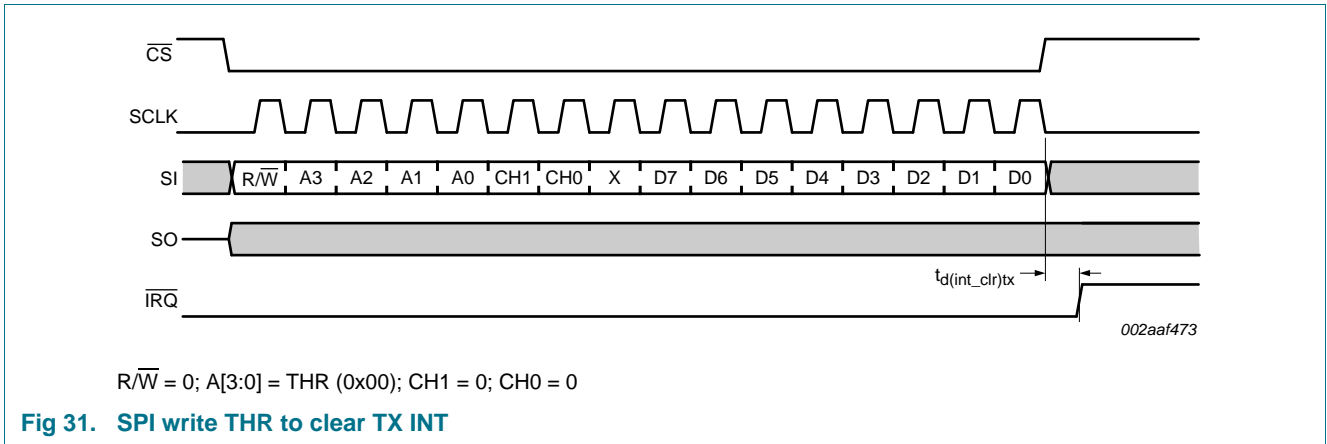 C̅S̅
SCLK
SI R/W̅ A3 A2 A1 A0 CH1 CH0 X D7 D6 D5 D4 D3 D2 D1 D0
SO
td(int_clr)tx
I̅R̅Q̅
002aaf473
R/W̅ = 0; A[3:0] = THR (0x00); CH1 = 0; CH0 = 0
Fig 31. SPI write THR to clear TX INT